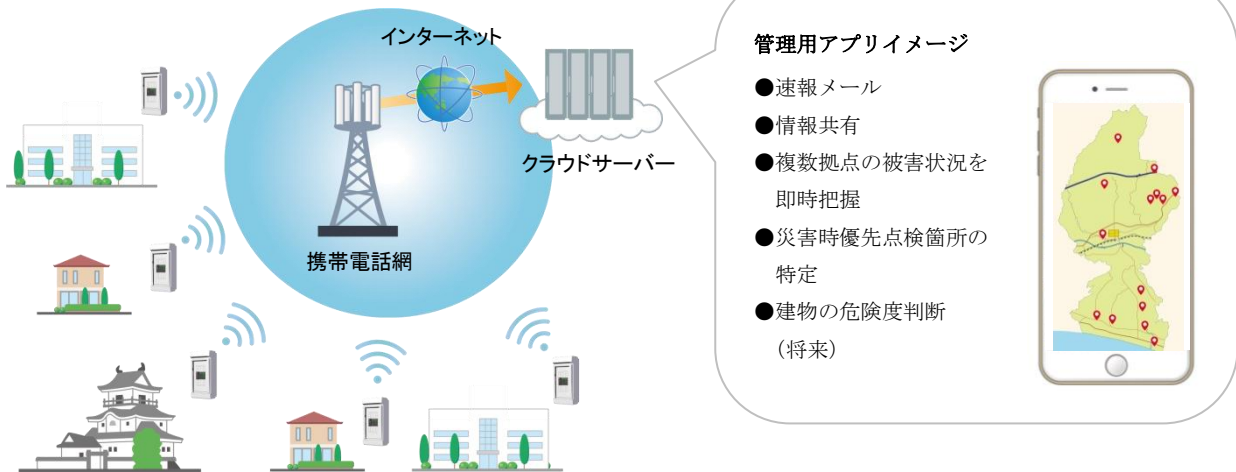 インターネット
クラウドサーバー
携帯電話網
管理用アプリイメージ
●速報メール
●情報共有
●複数拠点の被害状況を
即時把握
●災害時優先点検箇所の
特定
●建物の危険度判断
（将来）